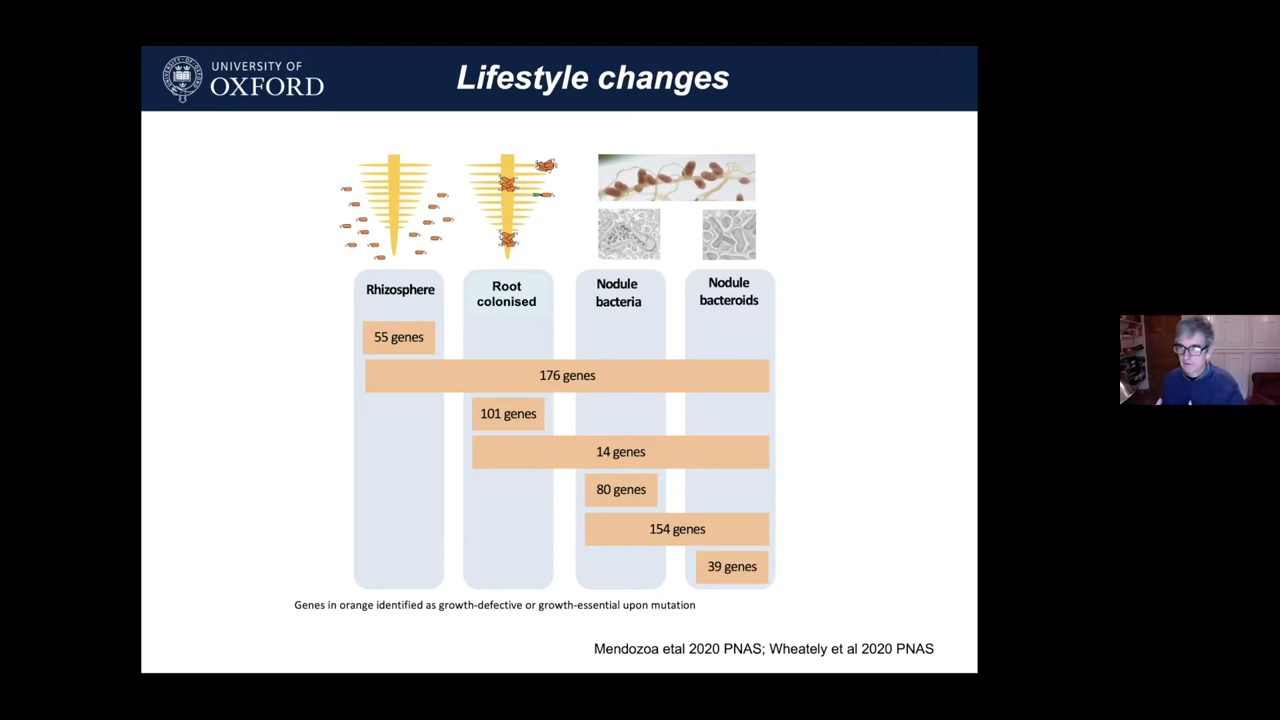 UNIVERSITY OF
OXFORD
Lifestyle changes
Rhizosphere
Root
colonised
Nodule
bacteria
Nodule
bacteroids
55 genes
176 genes
101 genes
14 genes
80 genes
154 genes
39 genes
Genes in orange identified as growth-defective or growth-essential upon mutation
Mendozoa etal 2020 PNAS; Wheately et al 2020 PNAS